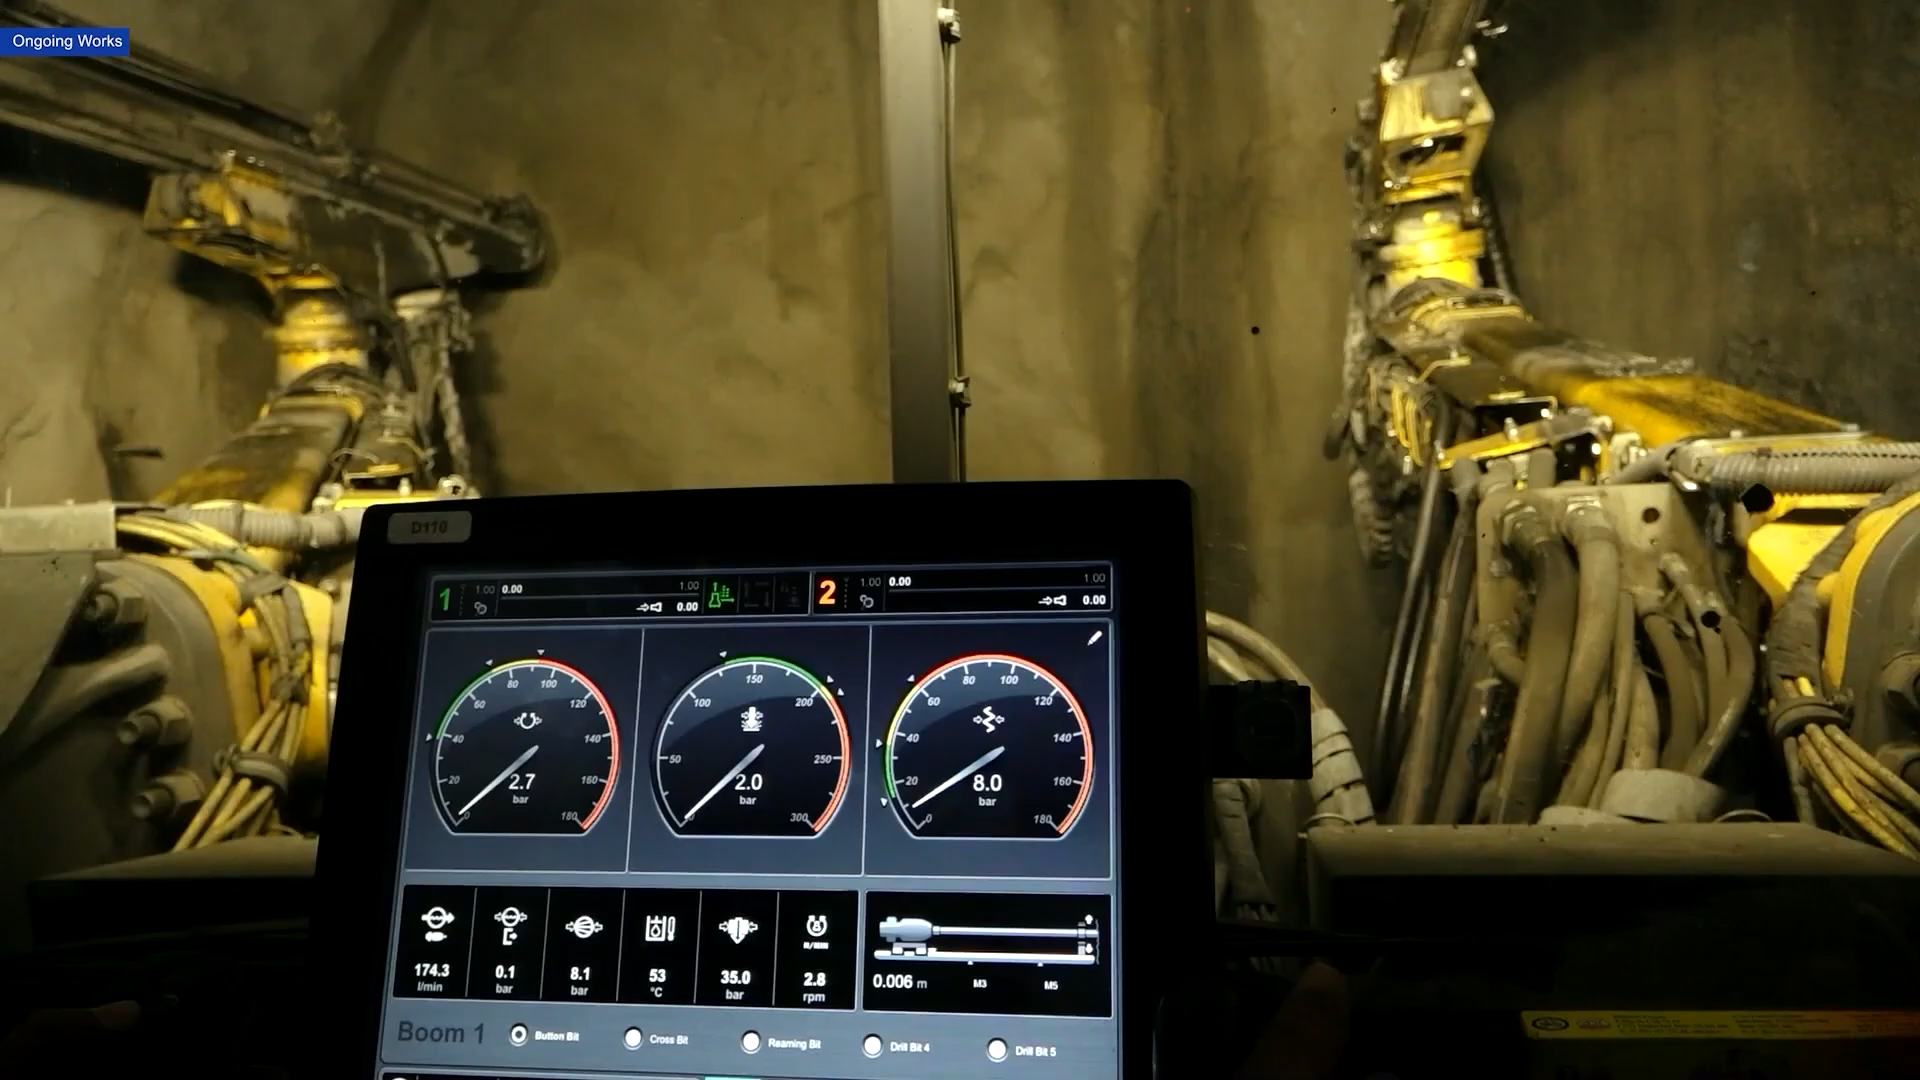 Ongoing Works
D110
1 1.00 0.00 1.00 0.00
2 1.00 0.00 1.00 0.00
0 20 40 60 80 100 120 140 160 180
2.7
bar
0 50 100 150 200 250 300
2.0
bar
0 20 40 60 80 100 120 140 160 180
8.0
bar
174.3
l/min
0.1
bar
8.1
bar
53
°C
35.0
bar
n/min
2.8
rpm
0.006 m
M3
M5
Boom 1
Button Bit
Cross Bit
Reaming Bit
Drill Bit 4
Drill Bit 5